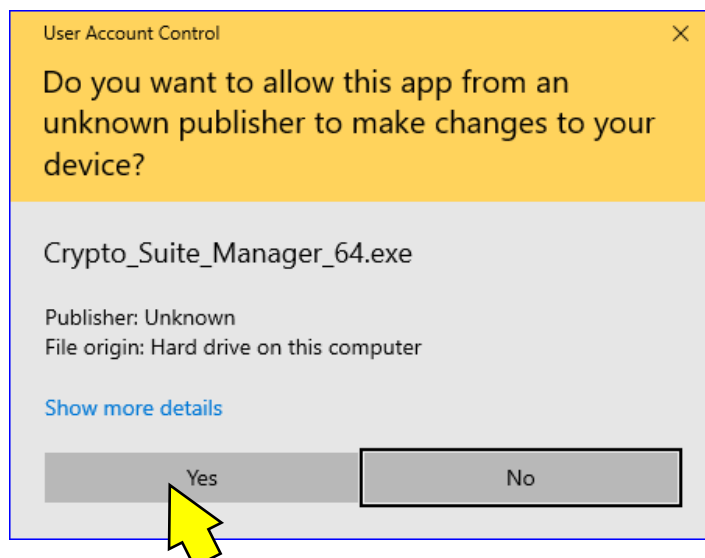 User Account Control
Do you want to allow this app from an
unknown publisher to make changes to your
device?
Crypto_Suite_Manager_64.exe
Publisher: Unknown
File origin: Hard drive on this computer
Show more details
Yes
No